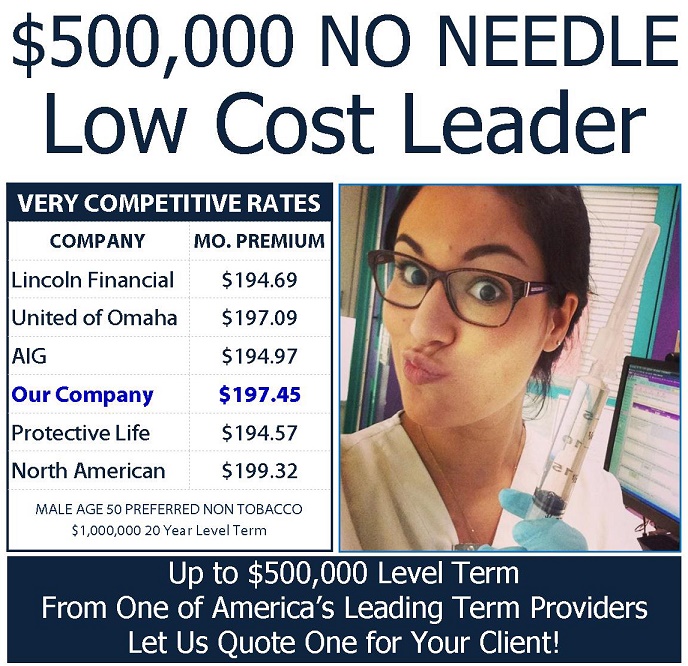 $500,000 NO NEEDLE
Low Cost Leader
VERY COMPETITIVE RATES
COMPANY MO. PREMIUM
Lincoln Financial $194.69
United of Omaha $197.09
AIG $194.97
Our Company $197.45
Protective Life $194.57
North American $199.32
MALE AGE 50 PREFERRED NON TOBACCO
$1,000,000 20 Year Level Term
Up to $500,000 Level Term
From One of America's Leading Term Providers
Let Us Quote One for Your Client!